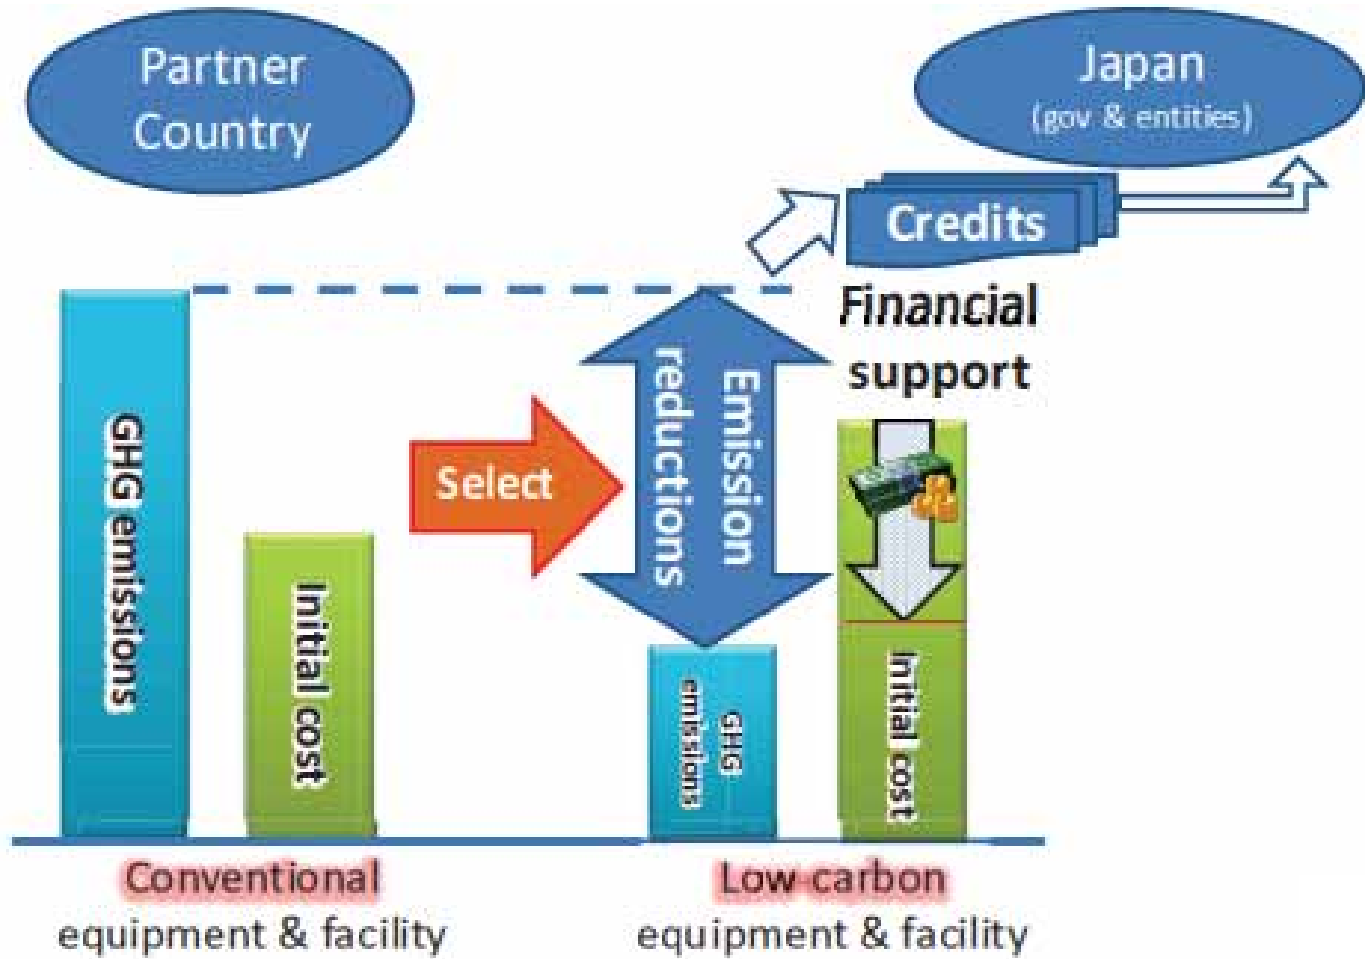 Partner
Country
Japan
(gov & entities)
Credits
Financial
support
GHG emissions
Initial cost
Select
Emission
reductions
GHG
emissions
Initial cost
Conventional
equipment & facility
Low-carbon
equipment & facility